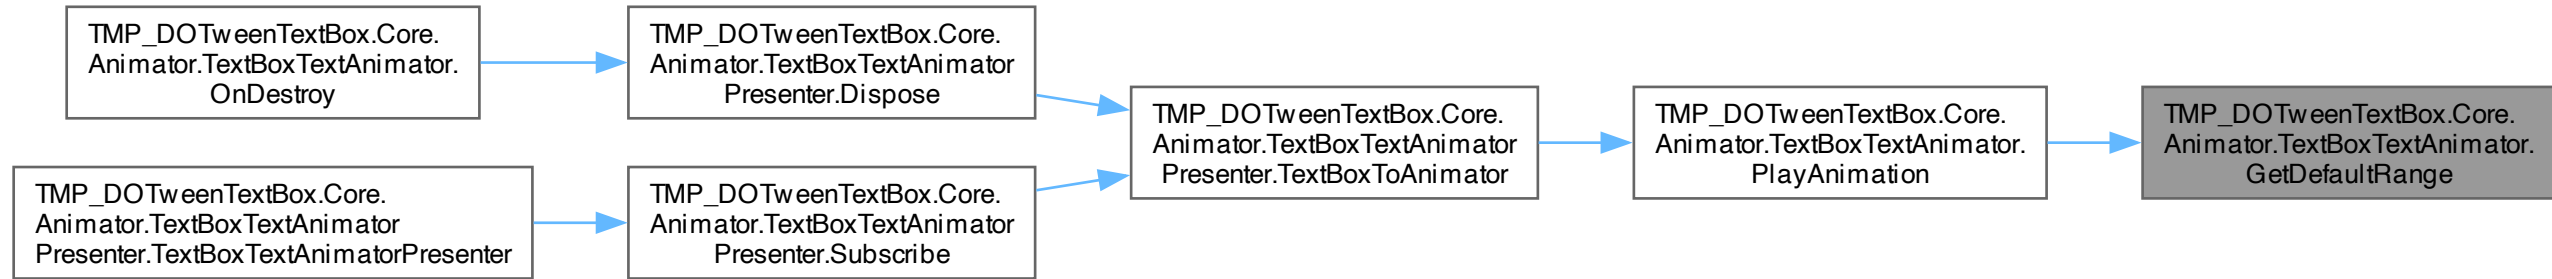 TMP_DOTweenTextBox.Core.
Animator.TextBoxTextAnimator.
OnDestroy
TMP_DOTweenTextBox.Core.
Animator.TextBoxTextAnimator
Presenter.Dispose
TMP_DOTweenTextBox.Core.
Animator.TextBoxTextAnimator
Presenter.TextBoxToAnimator
TMP_DOTweenTextBox.Core.
Animator.TextBoxTextAnimator.
PlayAnimation
TMP_DOTweenTextBox.Core.
Animator.TextBoxTextAnimator.
GetDefaultRange
TMP_DOTweenTextBox.Core.
Animator.TextBoxTextAnimator
Presenter.TextBoxTextAnimatorPresenter
TMP_DOTweenTextBox.Core.
Animator.TextBoxTextAnimator
Presenter.Subscribe